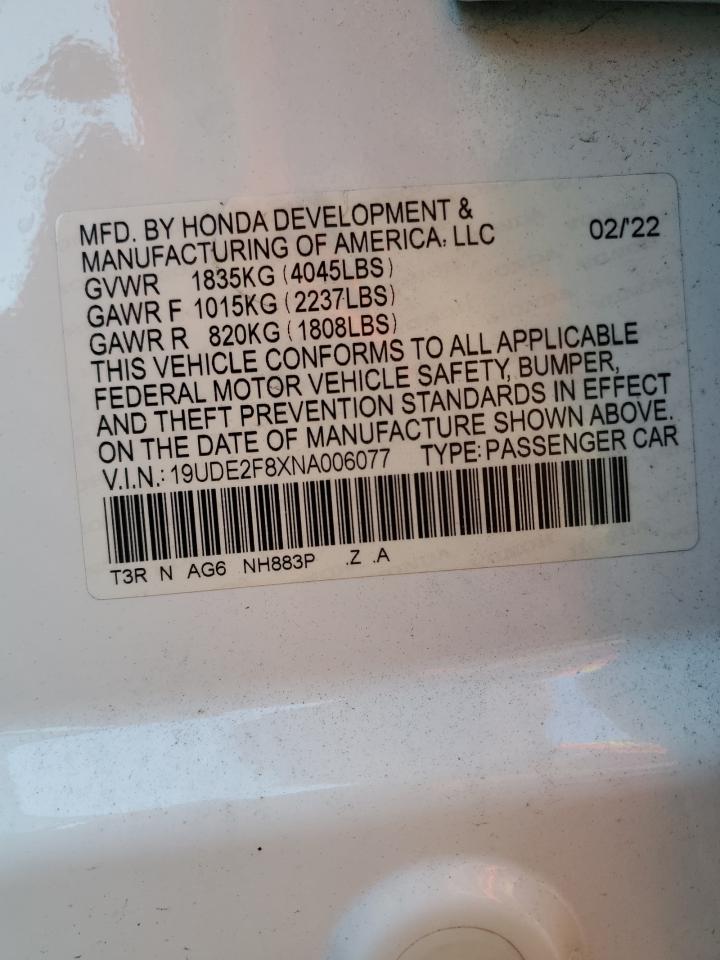 MFD. BY HONDA DEVELOPMENT &
MANUFACTURING OF AMERICA, LLC 02/'22
GVWR 1835KG (4045LBS)
GAWR F 1015KG (2237LBS)
GAWR R 820KG (1808LBS)
THIS VEHICLE CONFORMS TO ALL APPLICABLE
FEDERAL MOTOR VEHICLE SAFETY, BUMPER,
AND THEFT PREVENTION STANDARDS IN EFFECT
ON THE DATE OF MANUFACTURE SHOWN ABOVE.
V.I.N.: 19UDE2F8XNA006077 TYPE: PASSENGER CAR
T3R N AG6 NH883P .Z .A